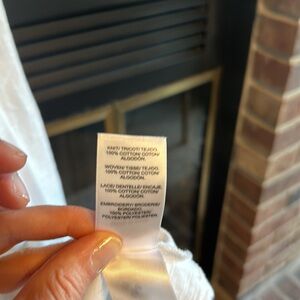 KNIT/ TRICOT/ TEJIDO,
100% COTTON/ COTON/
ALGODÓN.
WOVEN/ TISSE/ TEJIDO,
100% COTTON/ COTON/
ALGODÓN.
LACE/ DENTELLE/ ENCAJE,
100% COTTON/ COTON/
ALGODÓN.
EMBROIDERY/ BRODERIE/
BORDADO,
100% POLYESTER/
POLYESTER/ POLIÉSTER.